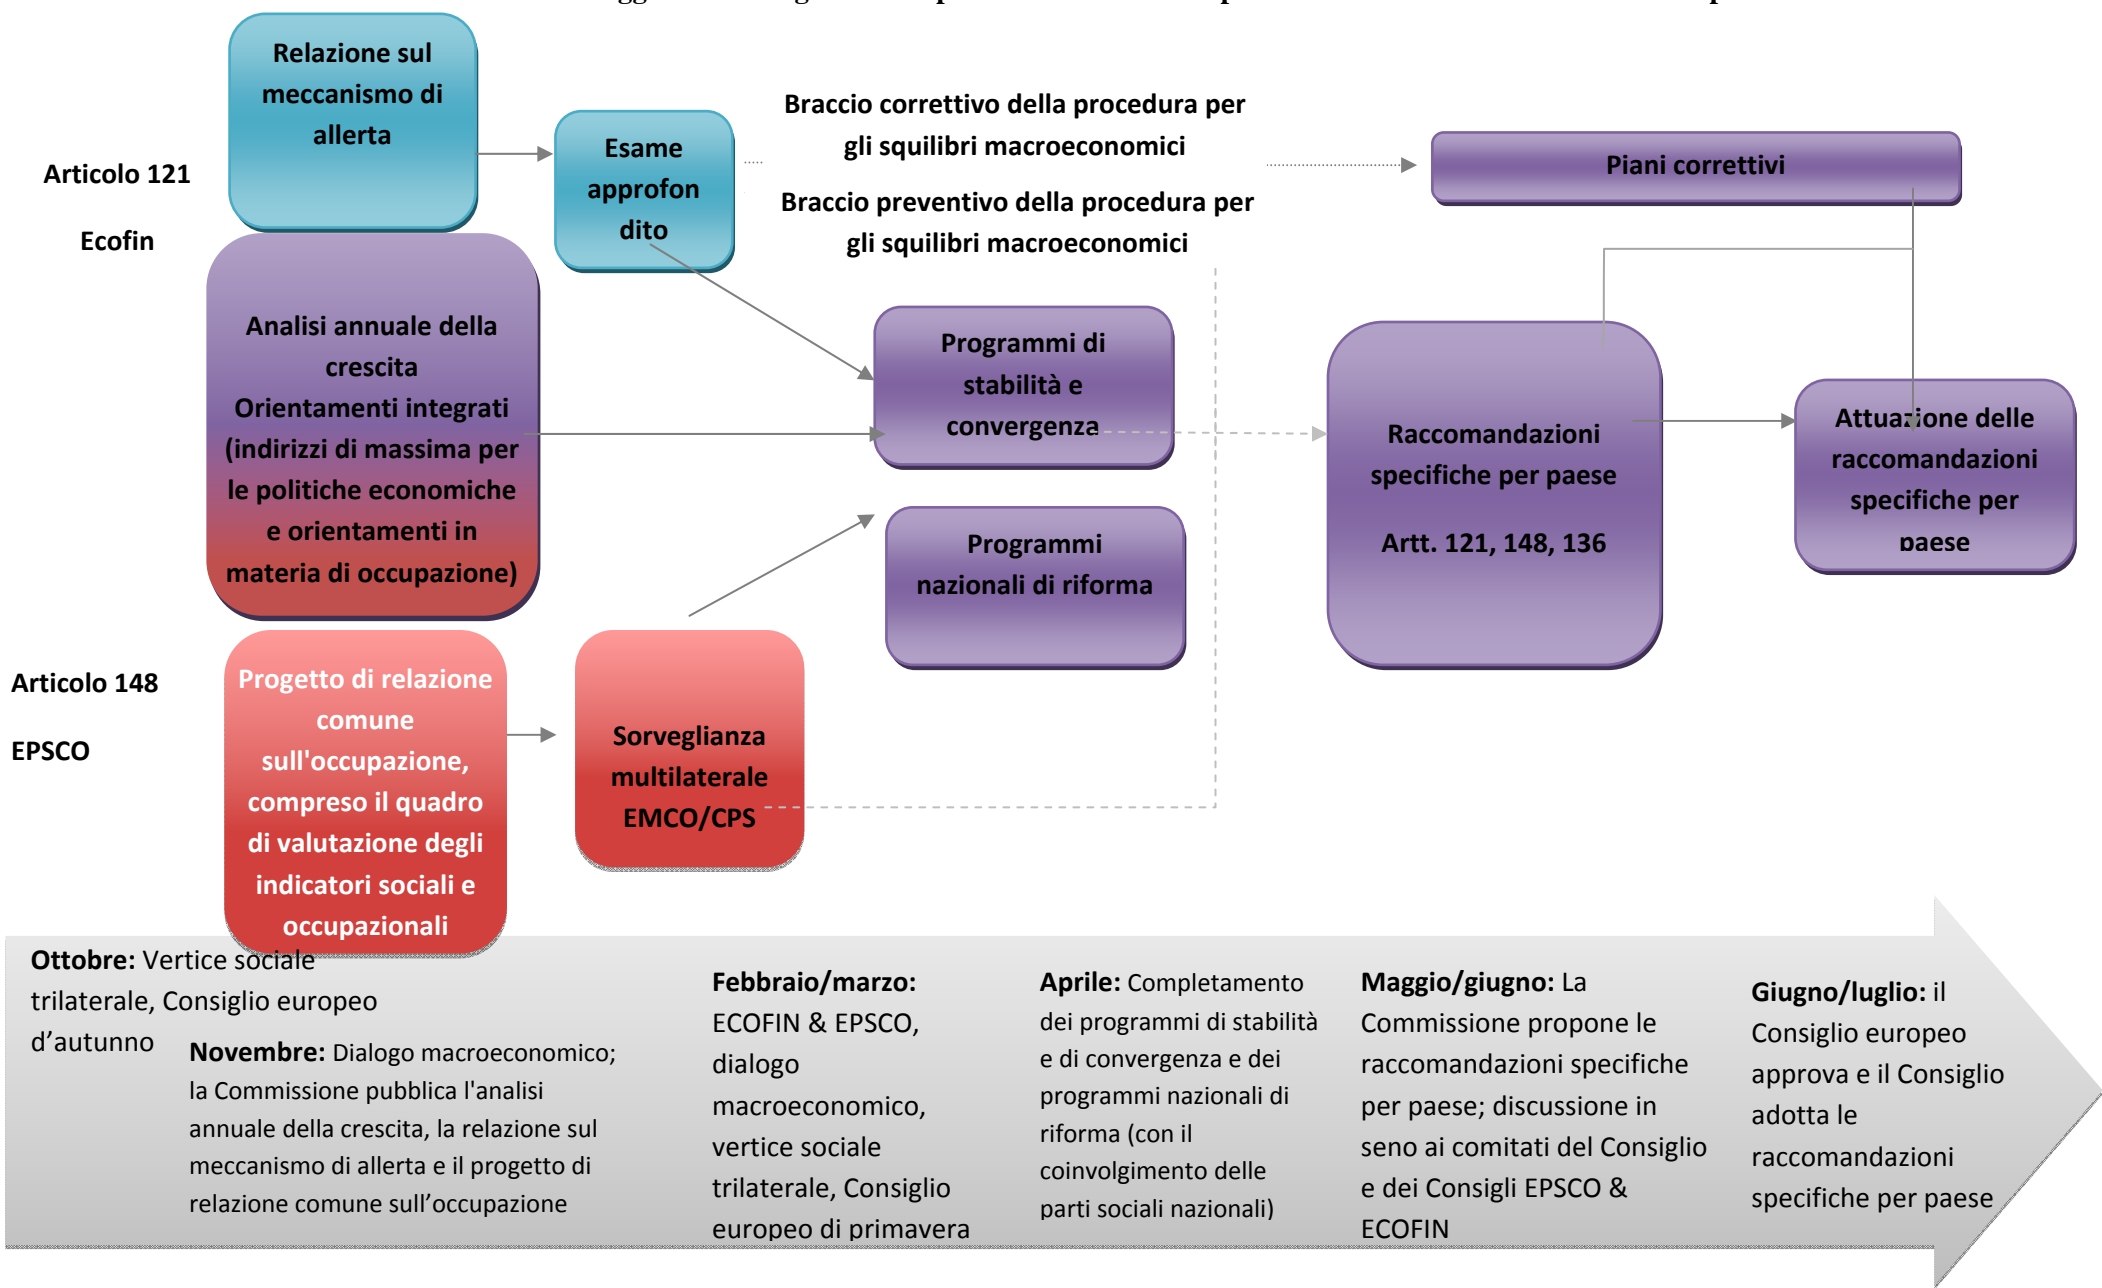 Relazione sul
meccanismo di
allerta
Articolo 121
Ecofin
Esame
approfon
dito
Braccio correttivo della procedura per
gli squilibri macroeconomici
Braccio preventivo della procedura per
gli squilibri macroeconomici
Piani correttivi
Analisi annuale della
crescita
Orientamenti integrati
(indirizzi di massima per
le politiche economiche
e orientamenti in
materia di occupazione)
Programmi di
stabilità e
convergenza
Programmi
nazionali di riforma
Raccomandazioni
specifiche per paese
Artt. 121, 148, 136
Attuazione delle
raccomandazioni
specifiche per
paese
Articolo 148
EPSCO
Progetto di relazione
comune
sull'occupazione,
compreso il quadro
di valutazione degli
indicatori sociali e
occupazionali
Sorveglianza
multilaterale
EMCO/CPS
Ottobre: Vertice sociale
trilaterale, Consiglio europeo
d’autunno
Novembre: Dialogo macroeconomico;
la Commissione pubblica l'analisi
annuale della crescita, la relazione sul
meccanismo di allerta e il progetto di
relazione comune sull’occupazione
Febbraio/marzo:
ECOFIN & EPSCO,
dialogo
macroeconomico,
vertice sociale
trilaterale, Consiglio
europeo di primavera
Aprile: Completamento
dei programmi di stabilità
e di convergenza e dei
programmi nazionali di
riforma (con il
coinvolgimento delle
parti sociali nazionali)
Maggio/giugno: La
Commissione propone le
raccomandazioni specifiche
per paese; discussione in
seno ai comitati del Consiglio
e dei Consigli EPSCO &
ECOFIN
Giugno/luglio: il
Consiglio europeo
approva e il Consiglio
adotta le
raccomandazioni
specifiche per paese